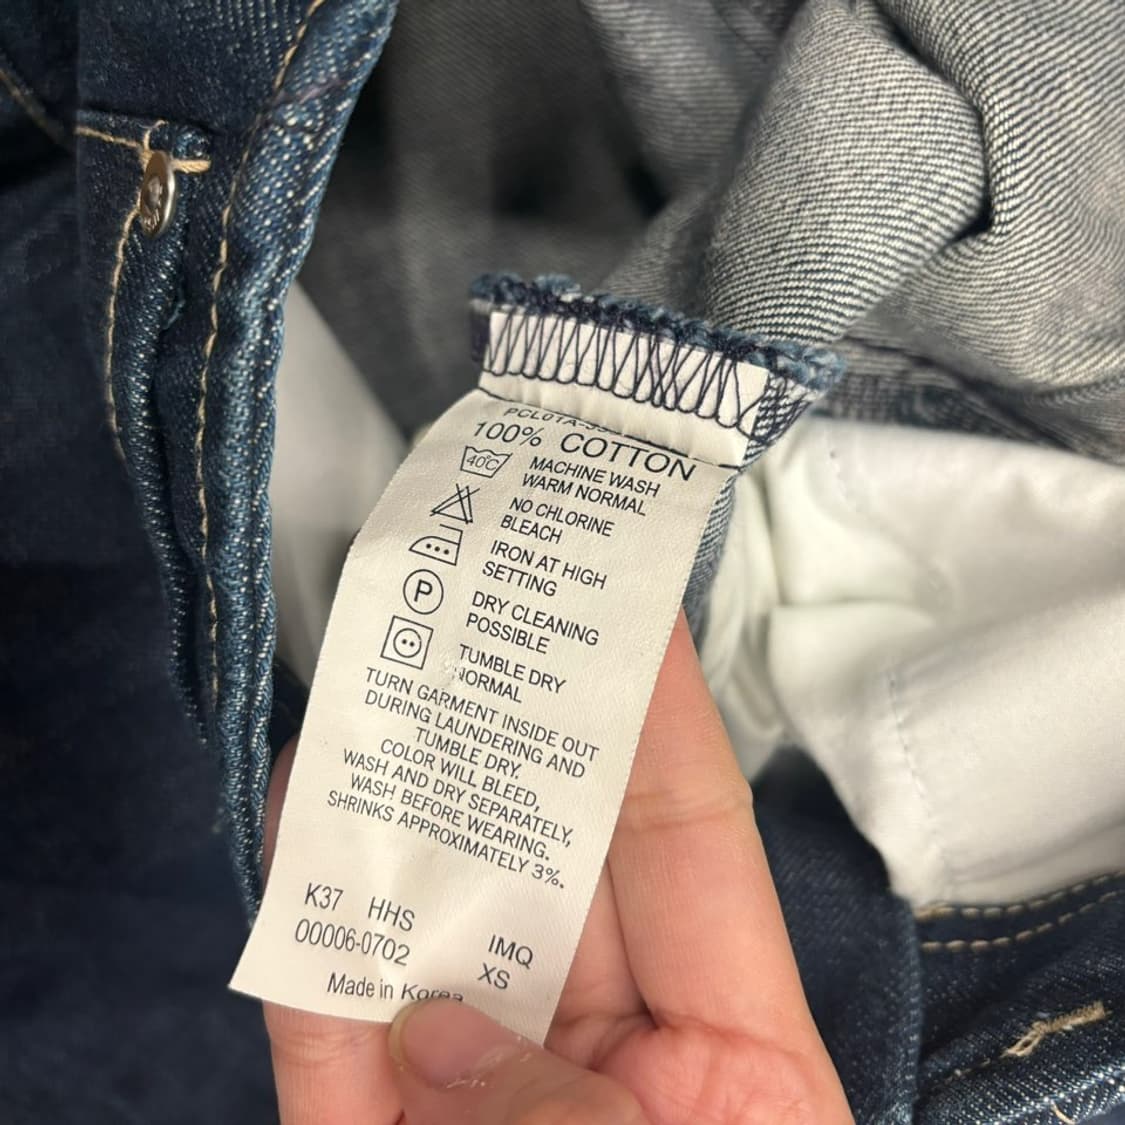 100% COTTON
40°C
MACHINE WASH
WARM NORMAL
NO CHLORINE
BLEACH
IRON AT HIGH
SETTING
P
DRY CLEANING
POSSIBLE
TUMBLE DRY
NORMAL
TURN GARMENT INSIDE OUT
DURING LAUNDERING AND
TUMBLE DRY.
COLOR WILL BLEED,
WASH AND DRY SEPARATELY,
WASH BEFORE WEARING.
SHRINKS APPROXIMATELY 3%.
K37 HHS
00006-0702
IMQ
XS
Made in Korea